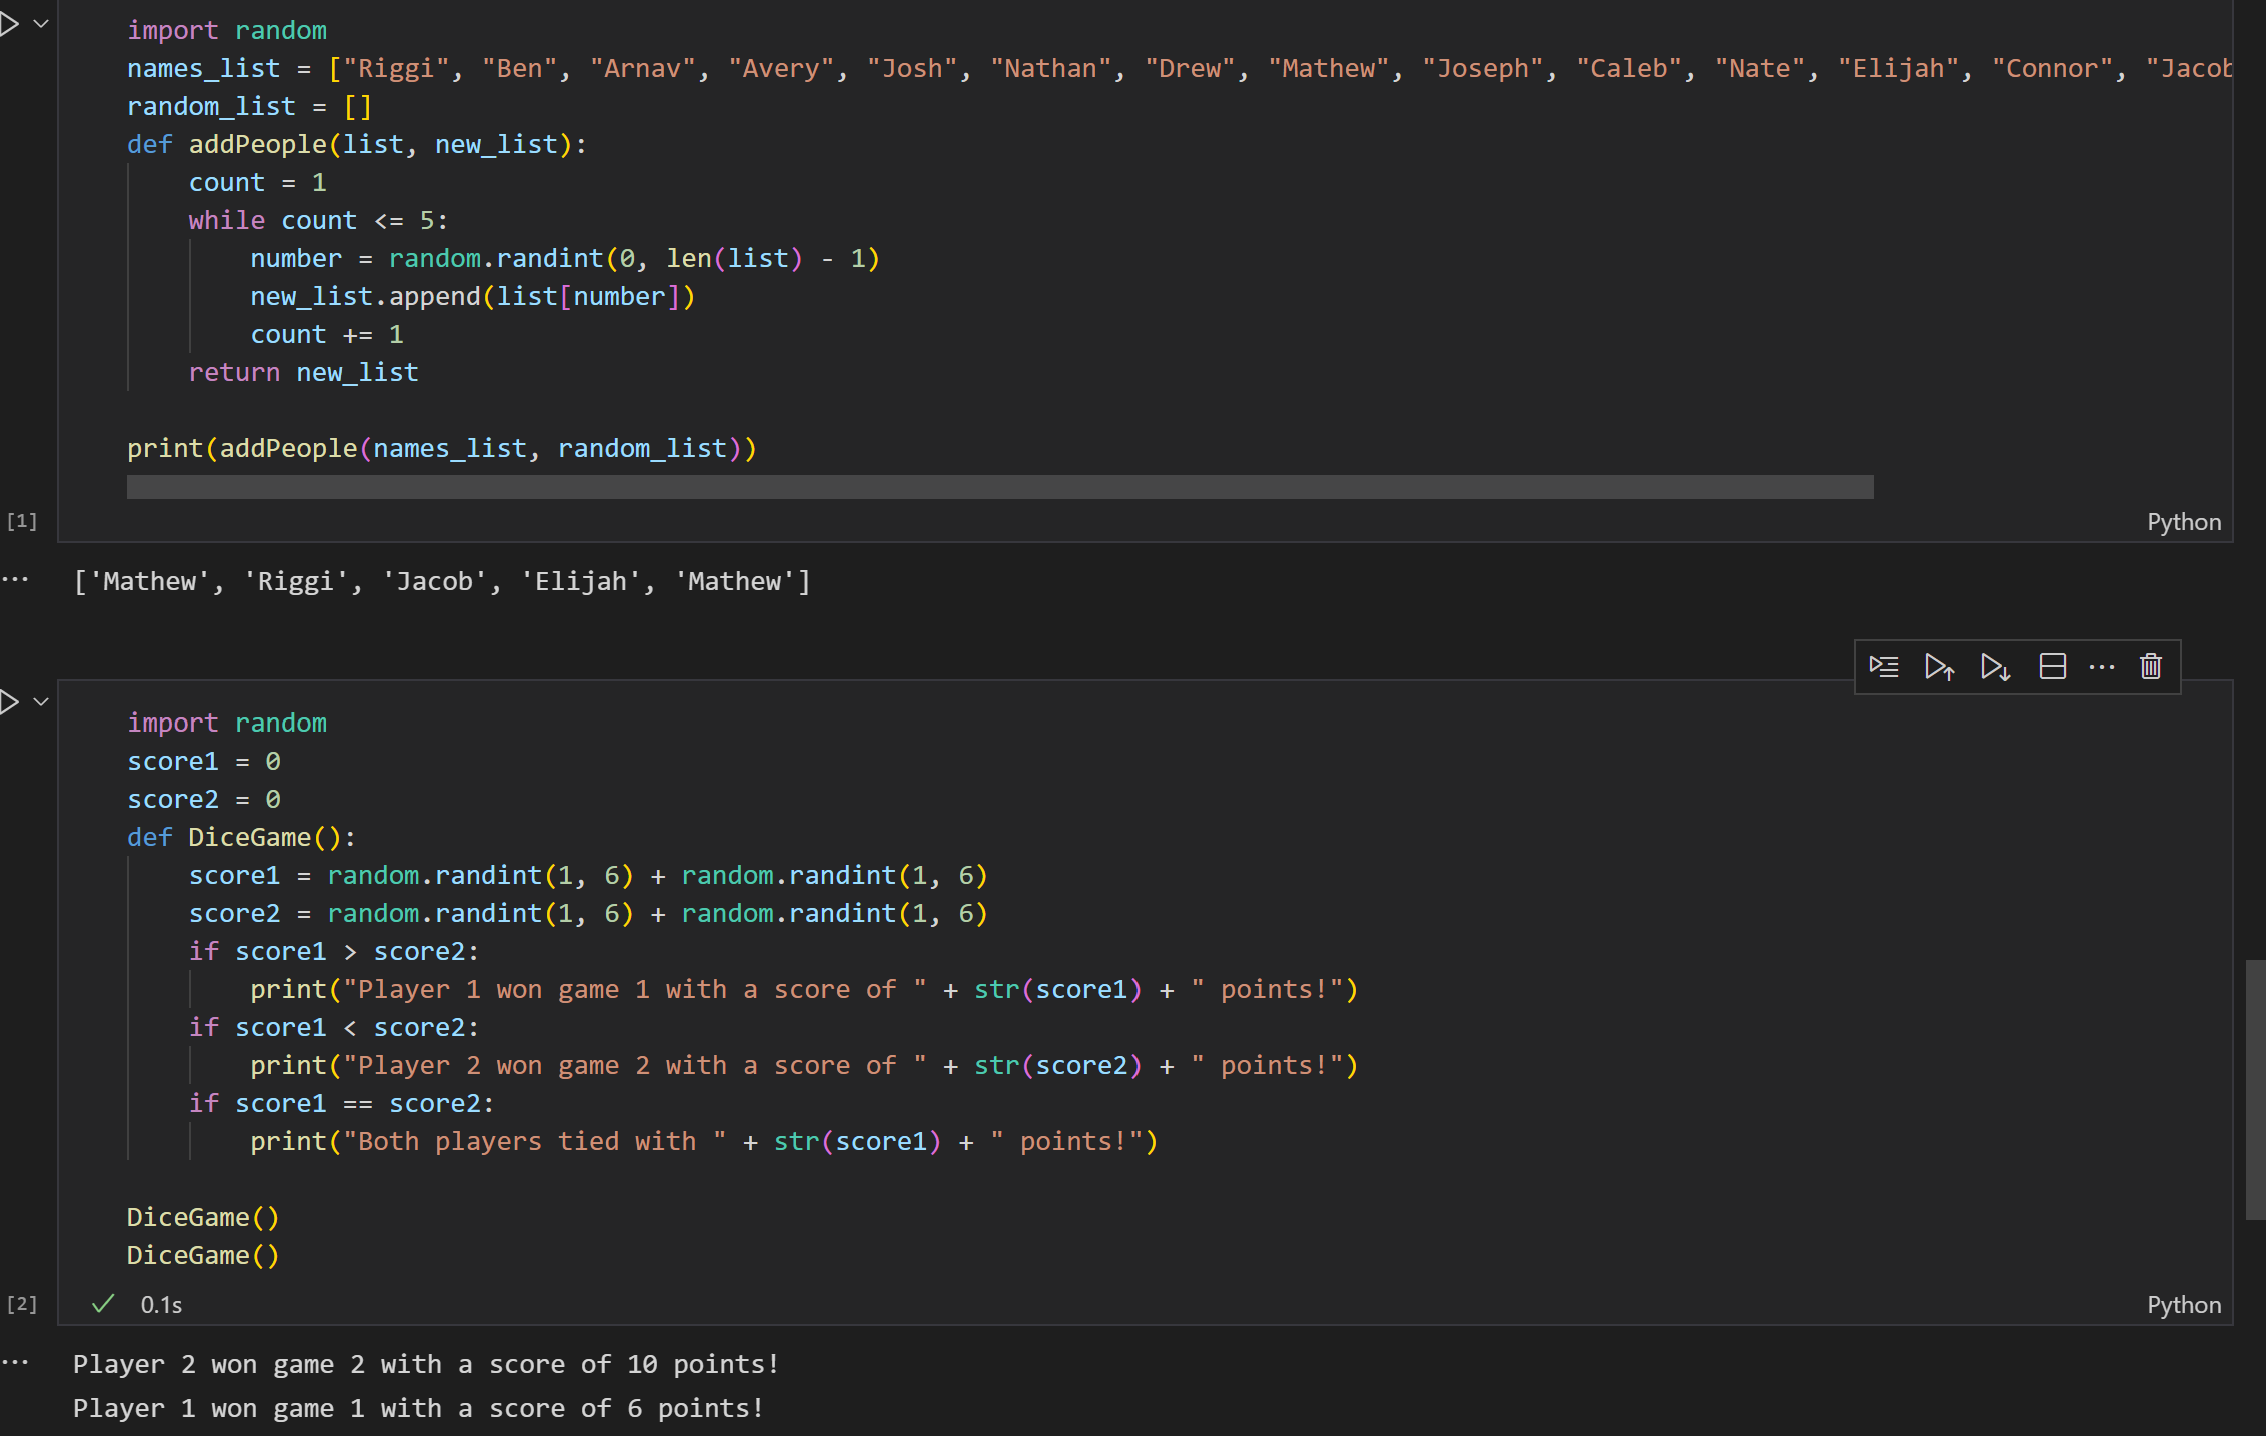 import random
names_list = ["Riggi", "Ben", "Arnav", "Avery", "Josh", "Nathan", "Drew", "Mathew", "Joseph", "Caleb", "Nate", "Elijah", "Connor", "Jacob
random_list = []
def addPeople(list, new_list):
    count = 1
    while count <= 5:
        number = random.randint(0, len(list) - 1)
        new_list.append(list[number])
        count += 1
    return new_list

print(addPeople(names_list, random_list))
[1]
Python
['Mathew', 'Riggi', 'Jacob', 'Elijah', 'Mathew']
import random
score1 = 0
score2 = 0
def DiceGame():
    score1 = random.randint(1, 6) + random.randint(1, 6)
    score2 = random.randint(1, 6) + random.randint(1, 6)
    if score1 > score2:
        print("Player 1 won game 1 with a score of " + str(score1) + " points!")
    if score1 < score2:
        print("Player 2 won game 2 with a score of " + str(score2) + " points!")
    if score1 == score2:
        print("Both players tied with " + str(score1) + " points!")

DiceGame()
DiceGame()
[2] 0.1s
Python
Player 2 won game 2 with a score of 10 points!
Player 1 won game 1 with a score of 6 points!